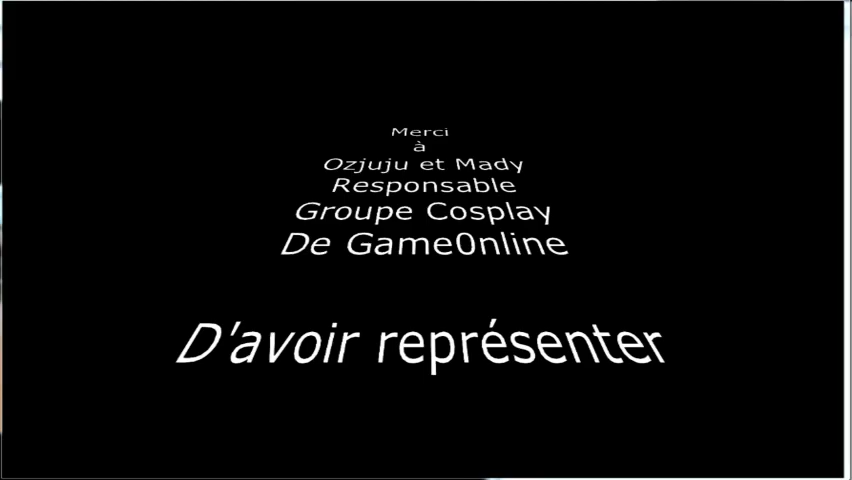 Merci
à
Ozjuju et Mady
Responsable
Groupe Cosplay
De Game0nline
D'avoir représenter